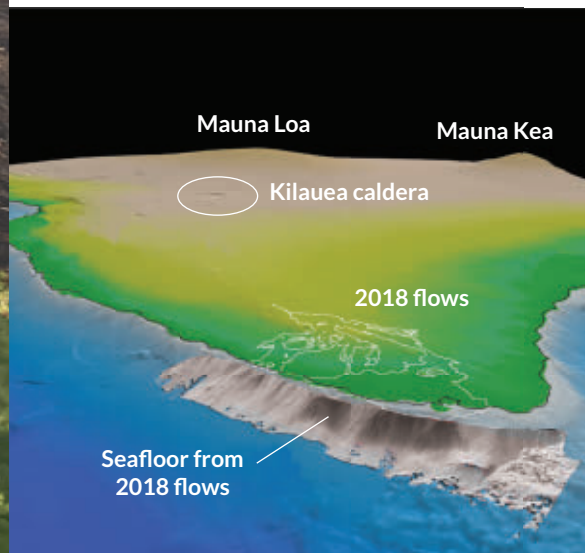 Mauna Loa
Mauna Kea
Kilauea caldera
2018 flows
Seafloor from
2018 flows